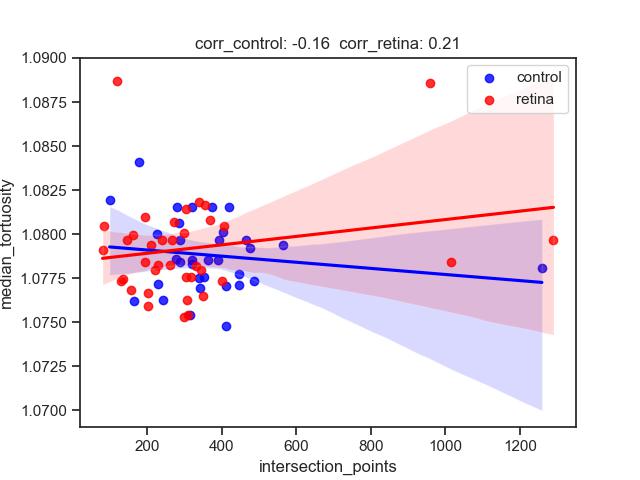 corr_control: -0.16  corr_retina: 0.21
1.0900
1.0875
1.0850
1.0825
1.0800
1.0775
1.0750
1.0725
1.0700
median_tortuosity
control
retina
200 400 600 800 1000 1200
intersection_points